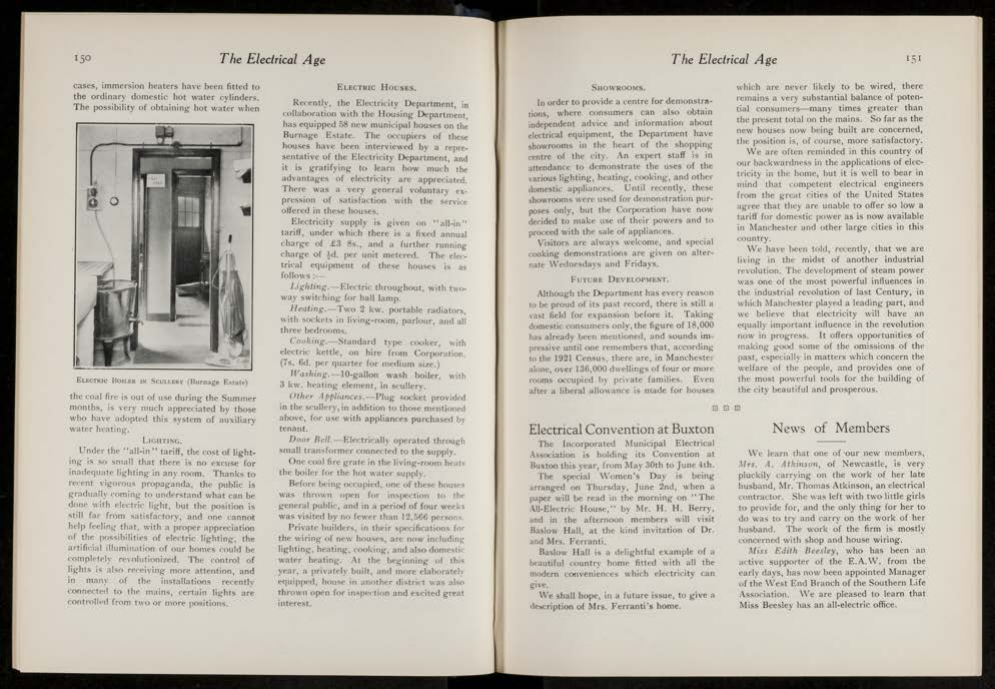 150
The Electrical Age
cases, immersion heaters have been fitted to
the ordinary domestic hot water cylinders.
The possibility of obtaining hot water when
ELECTRIC BOILER IN SCULLERY (Burnage Estate)
the coal fire is out of use during the Summer
months, is very much appreciated by those
who have adopted this system of auxiliary
water heating.
LIGHTING.
Under the "all-in" tariff, the cost of light-
ing is so small that there is no excuse for
inadequate lighting in any room. Thanks to
recent vigorous propaganda, the public is
gradually coming to understand what can be
done with electric light, but the position is
still far from satisfactory, and one cannot
help feeling that, with a proper appreciation
of the possibilities of electric lighting, the
artificial illumination of our homes could be
completely revolutionized. The control of
lights is also receiving more attention, and
in many of the installations recently
connected to the mains, certain lights are
controlled from two or more positions.
ELECTRIC HOUSES.
Recently, the Electricity Department, in
collaboration with the Housing Department,
has equipped 58 new municipal houses on the
Burnage Estate. The occupiers of these
houses have been interviewed by a repre-
sentative of the Electricity Department, and
it is gratifying to learn how much the
advantages of electricity are appreciated.
There was a very general voluntary ex-
pression of satisfaction with the service
offered in these houses.
Electricity supply is given on "all-in"
tariff, under which there is a fixed annual
charge of £3 8s., and a further running
charge of ½d. per unit metered. The elec-
trical equipment of these houses is as
follows :—
Lighting.—Electric throughout, with two-
way switching for hall lamp.
Heating.—Two 2 kw. portable radiators,
with sockets in living-room, parlour, and all
three bedrooms.
Cooking.—Standard type cooker, with
electric kettle, on hire from Corporation.
(7s. 6d. per quarter for medium size.)
Washing.—10-gallon wash boiler, with
3 kw. heating element, in scullery.
Other Appliances.—Plug socket provided
in the scullery, in addition to those mentioned
above, for use with appliances purchased by
tenant.
Door Bell.—Electrically operated through
small transformer connected to the supply.
One coal fire grate in the living-room heats
the boiler for the hot water supply.
Before being occupied, one of these houses
was thrown open for inspection to the
general public, and in a period of four weeks
was visited by no fewer than 12,566 persons.
Private builders, in their specifications for
the wiring of new houses, are now including
lighting, heating, cooking, and also domestic
water heating. At the beginning of this
year, a privately built, and more elaborately
equipped, house in another district was also
thrown open for inspection and excited great
interest.
The Electrical Age
151
SHOWROOMS.
In order to provide a centre for demonstra-
tions, where consumers can also obtain
independent advice and information about
electrical equipment, the Department have
showrooms in the heart of the shopping
centre of the city. An expert staff is in
attendance to demonstrate the uses of the
various lighting, heating, cooking, and other
domestic appliances. Until recently, these
showrooms were used for demonstration pur-
poses only, but the Corporation have now
decided to make use of their powers and to
proceed with the sale of appliances.
Visitors are always welcome, and special
cooking demonstrations are given on alter-
nate Wednesdays and Fridays.
FUTURE DEVELOPMENT.
Although the Department has every reason
to be proud of its past record, there is still a
vast field for expansion before it. Taking
domestic consumers only, the figure of 18,000
has already been mentioned, and sounds im-
pressive until one remembers that, according
to the 1921 Census, there are, in Manchester
alone, over 136,000 dwellings of four or more
rooms occupied by private families. Even
after a liberal allowance is made for houses
which are never likely to be wired, there
remains a very substantial balance of poten-
tial consumers—many times greater than
the present total on the mains. So far as the
new houses now being built are concerned,
the position is, of course, more satisfactory.
We are often reminded in this country of
our backwardness in the applications of elec-
tricity in the home, but it is well to bear in
mind that competent electrical engineers
from the great cities of the United States
agree that they are unable to offer so low a
tariff for domestic power as is now available
in Manchester and other large cities in this
country.
We have been told, recently, that we are
living in the midst of another industrial
revolution. The development of steam power
was one of the most powerful influences in
the industrial revolution of last Century, in
which Manchester played a leading part, and
we believe that electricity will have an
equally important influence in the revolution
now in progress. It offers opportunities of
making good some of the omissions of the
past, especially in matters which concern the
welfare of the people, and provides one of
the most powerful tools for the building of
the city beautiful and prosperous.
Electrical Convention at Buxton
The Incorporated Municipal Electrical
Association is holding its Convention at
Buxton this year, from May 30th to June 4th.
The special Women's Day is being
arranged on Thursday, June 2nd, when a
paper will be read in the morning on "The
All-Electric House," by Mr. H. H. Berry,
and in the afternoon members will visit
Baslow Hall, at the kind invitation of Dr.
and Mrs. Ferranti.
Baslow Hall is a delightful example of a
beautiful country home fitted with all the
modern conveniences which electricity can
give.
We shall hope, in a future issue, to give a
description of Mrs. Ferranti's home.
News of Members
We learn that one of our new members,
Mrs. A. Atkinson, of Newcastle, is very
pluckily carrying on the work of her late
husband, Mr. Thomas Atkinson, an electrical
contractor. She was left with two little girls
to provide for, and the only thing for her to
do was to try and carry on the work of her
husband. The work of the firm is mostly
concerned with shop and house wiring.
Miss Edith Beesley, who has been an
active supporter of the E.A.W. from the
early days, has now been appointed Manager
of the West End Branch of the Southern Life
Association. We are pleased to learn that
Miss Beesley has an all-electric office.